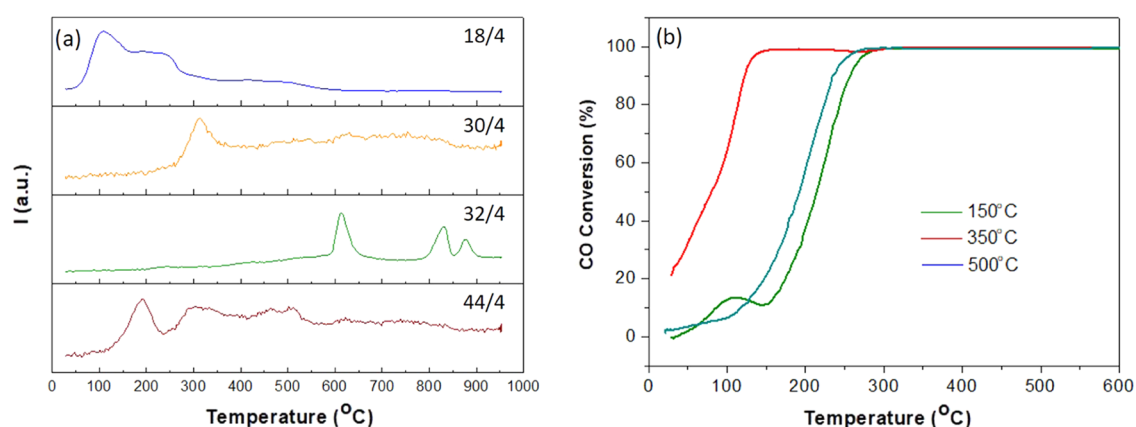 (a)
18/4
30/4
32/4
44/4
I (a.u.)
0 100 200 300 400 500 600 700 800 900 1000
Temperature (°C)
(b)
100
80
60
40
20
0
CO Conversion (%)
150°C
350°C
500°C
0 100 200 300 400 500 600
Temperature (°C)